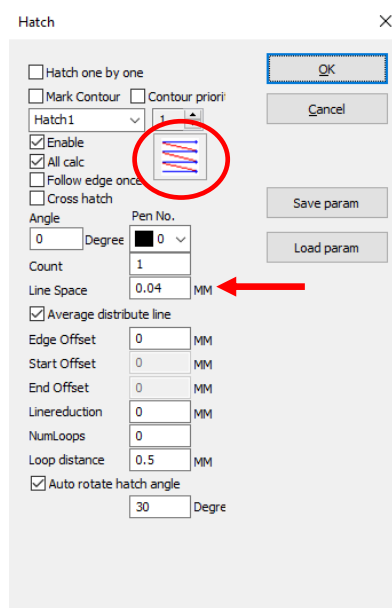 Hatch
Hatch one by one
Mark Contour Contour priori
Hatch1 1
Enable
All calc
Follow edge once
Cross hatch
Angle Pen No.
0 Degree 0
Count 1
Line Space 0.04 MM
Average distribute line
Edge Offset 0 MM
Start Offset 0 MM
End Offset 0 MM
Linereduction 0 MM
NumLoops 0
Loop distance 0.5 MM
Auto rotate hatch angle
30 Degre
OK
Cancel
Save param
Load param